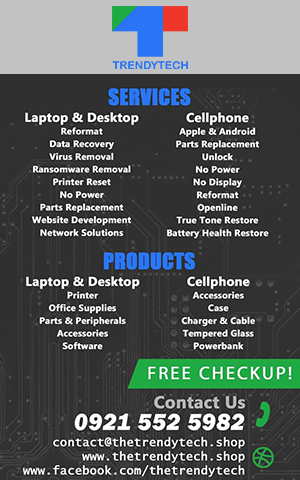 TRENDYTECH
SERVICES
Laptop & Desktop
Reformat
Data Recovery
Virus Removal
Ransomware Removal
Printer Reset
No Power
Parts Replacement
Website Development
Network Solutions
Cellphone
Apple & Android
Parts Replacement
Unlock
No Power
No Display
Reformat
Openline
True Tone Restore
Battery Health Restore
PRODUCTS
Laptop & Desktop
Printer
Office Supplies
Parts & Peripherals
Accessories
Software
Cellphone
Accessories
Case
Charger & Cable
Tempered Glass
Powerbank
FREE CHECKUP!
Contact Us
0921 552 5982
contact@thetrendytech.shop
www.thetrendytech.shop
www.facebook.com/thetrendytech